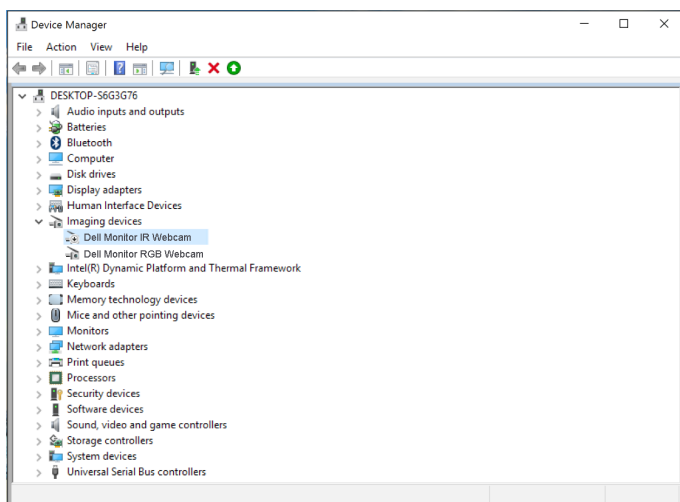 Device Manager
File Action View Help
DESKTOP-S6G3G76
Audio inputs and outputs
Batteries
Bluetooth
Computer
Disk drives
Display adapters
Human Interface Devices
Imaging devices
Dell Monitor IR Webcam
Dell Monitor RGB Webcam
Intel(R) Dynamic Platform and Thermal Framework
Keyboards
Memory technology devices
Mice and other pointing devices
Monitors
Network adapters
Print queues
Processors
Security devices
Software devices
Sound, video and game controllers
Storage controllers
System devices
Universal Serial Bus controllers